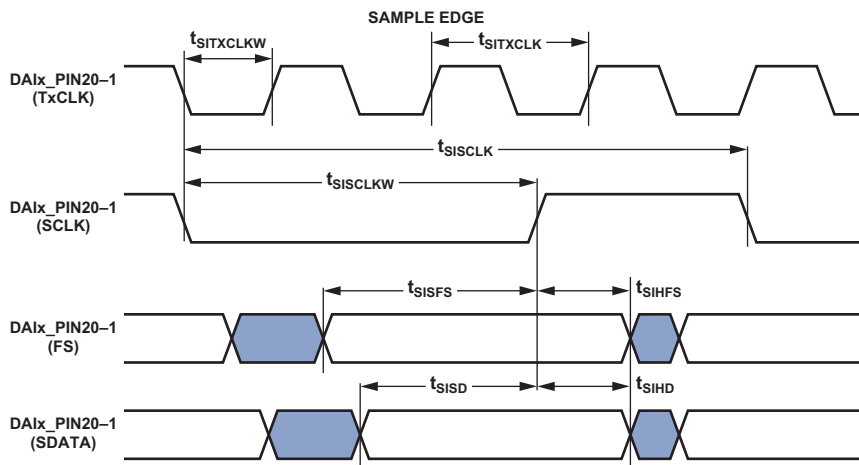 SAMPLE EDGE
tSITXCLKW
tSITXCLK
DAIx_PIN20–1
(TxCLK)
tSISCLK
tSISCLKW
DAIx_PIN20–1
(SCLK)
tSISFS
tSIHFS
DAIx_PIN20–1
(FS)
tSISD
tSIHD
DAIx_PIN20–1
(SDATA)